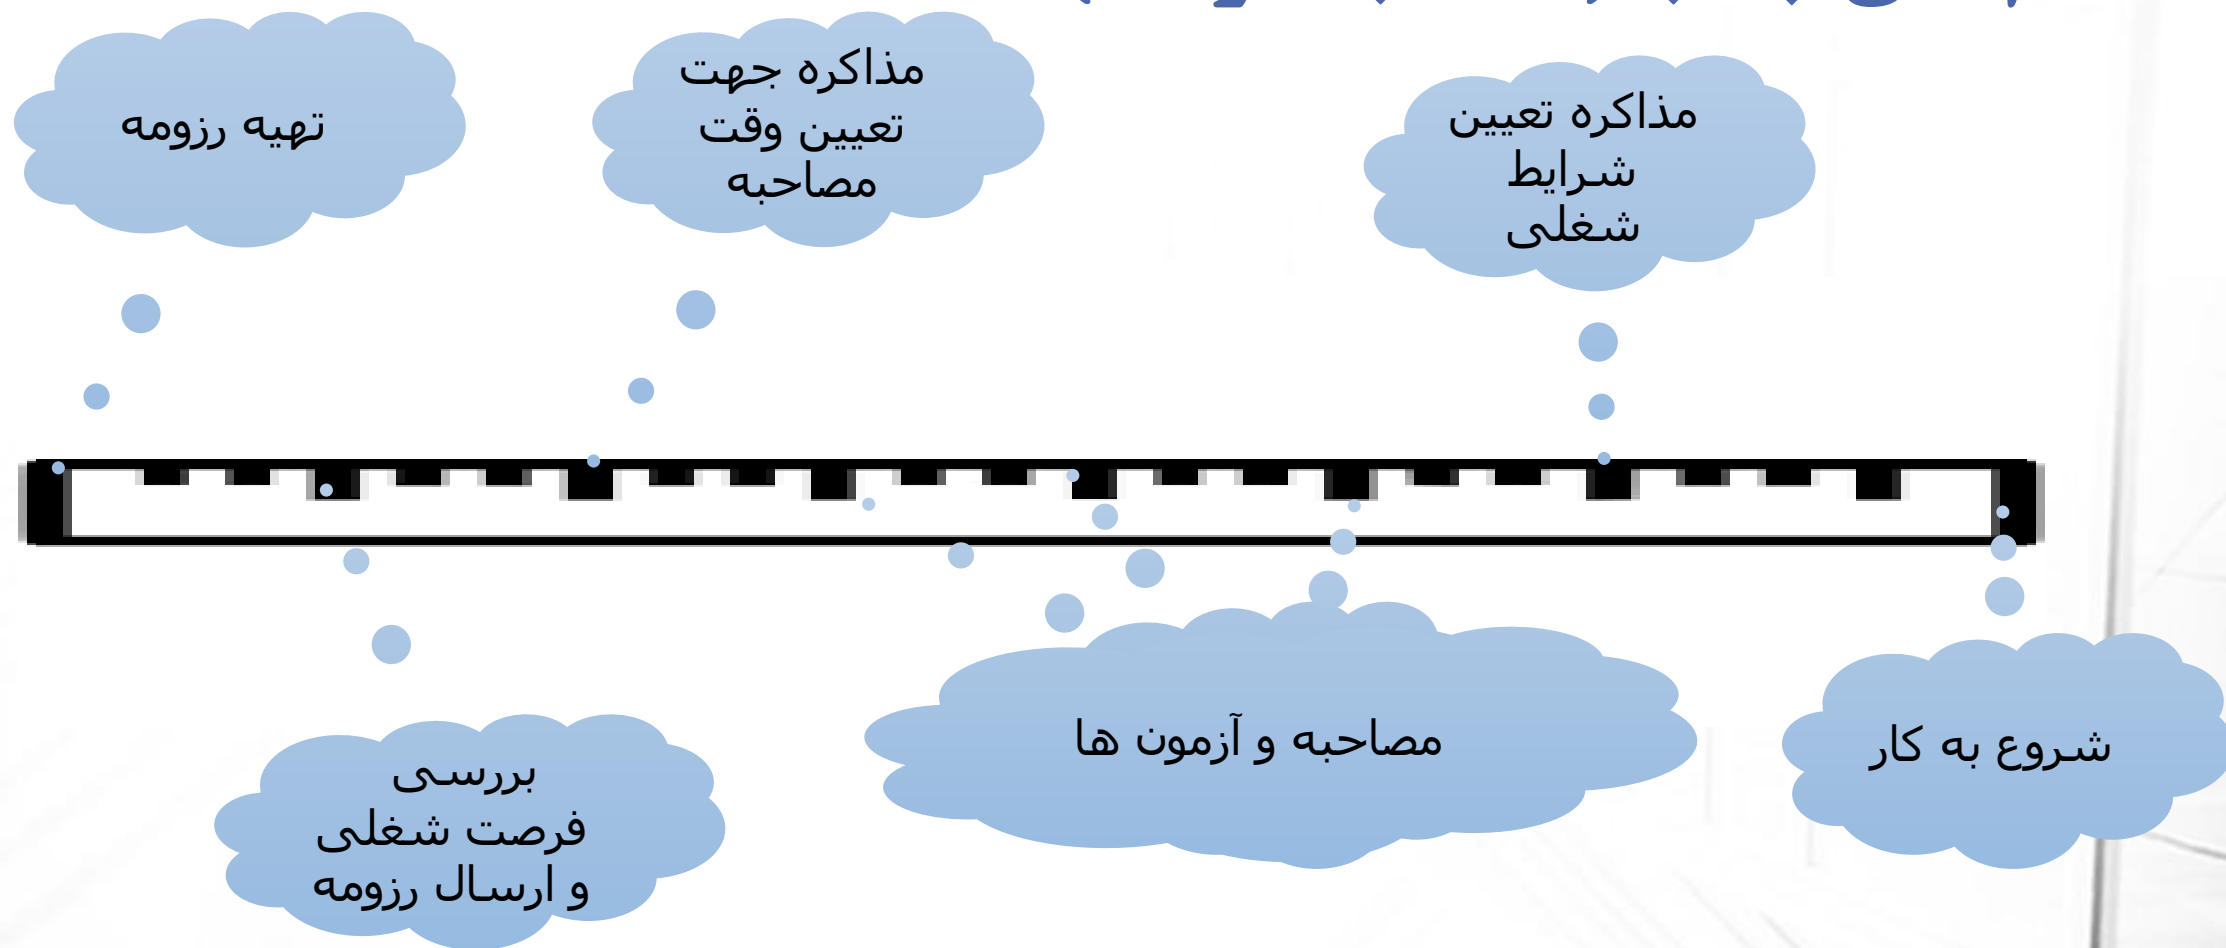 تهیه رزومه
مذاکره جهت
تعیین وقت
مصاحبه
مذاکره تعیین
شرایط
شغلی
بررسی
فرصت شغلی
و ارسال رزومه
مصاحبه و آزمون ها
شروع به کار